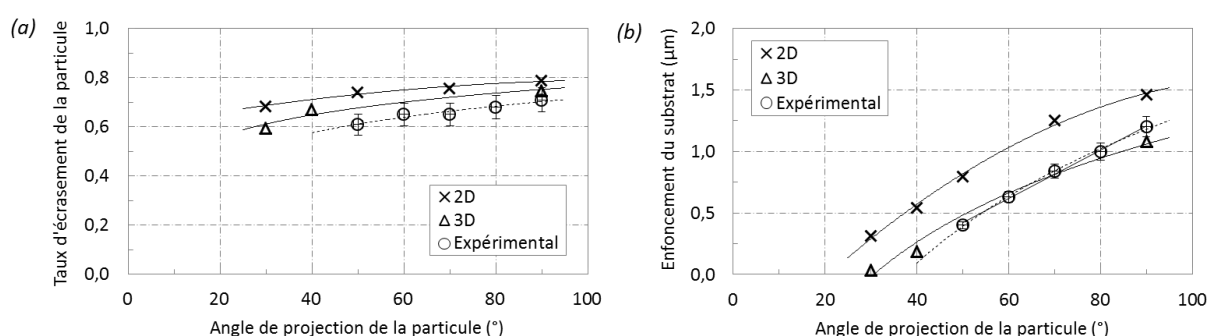 (a)
Taux d'écrasement de la particule
1,0
0,8
0,6
0,4
0,2
0,0
2D
3D
Expérimental
0 20 40 60 80 100
Angle de projection de la particule (°)
(b)
Enfoncement du substrat (µm)
2,0
1,5
1,0
0,5
0,0
2D
3D
Expérimental
0 20 40 60 80 100
Angle de projection de la particule (°)